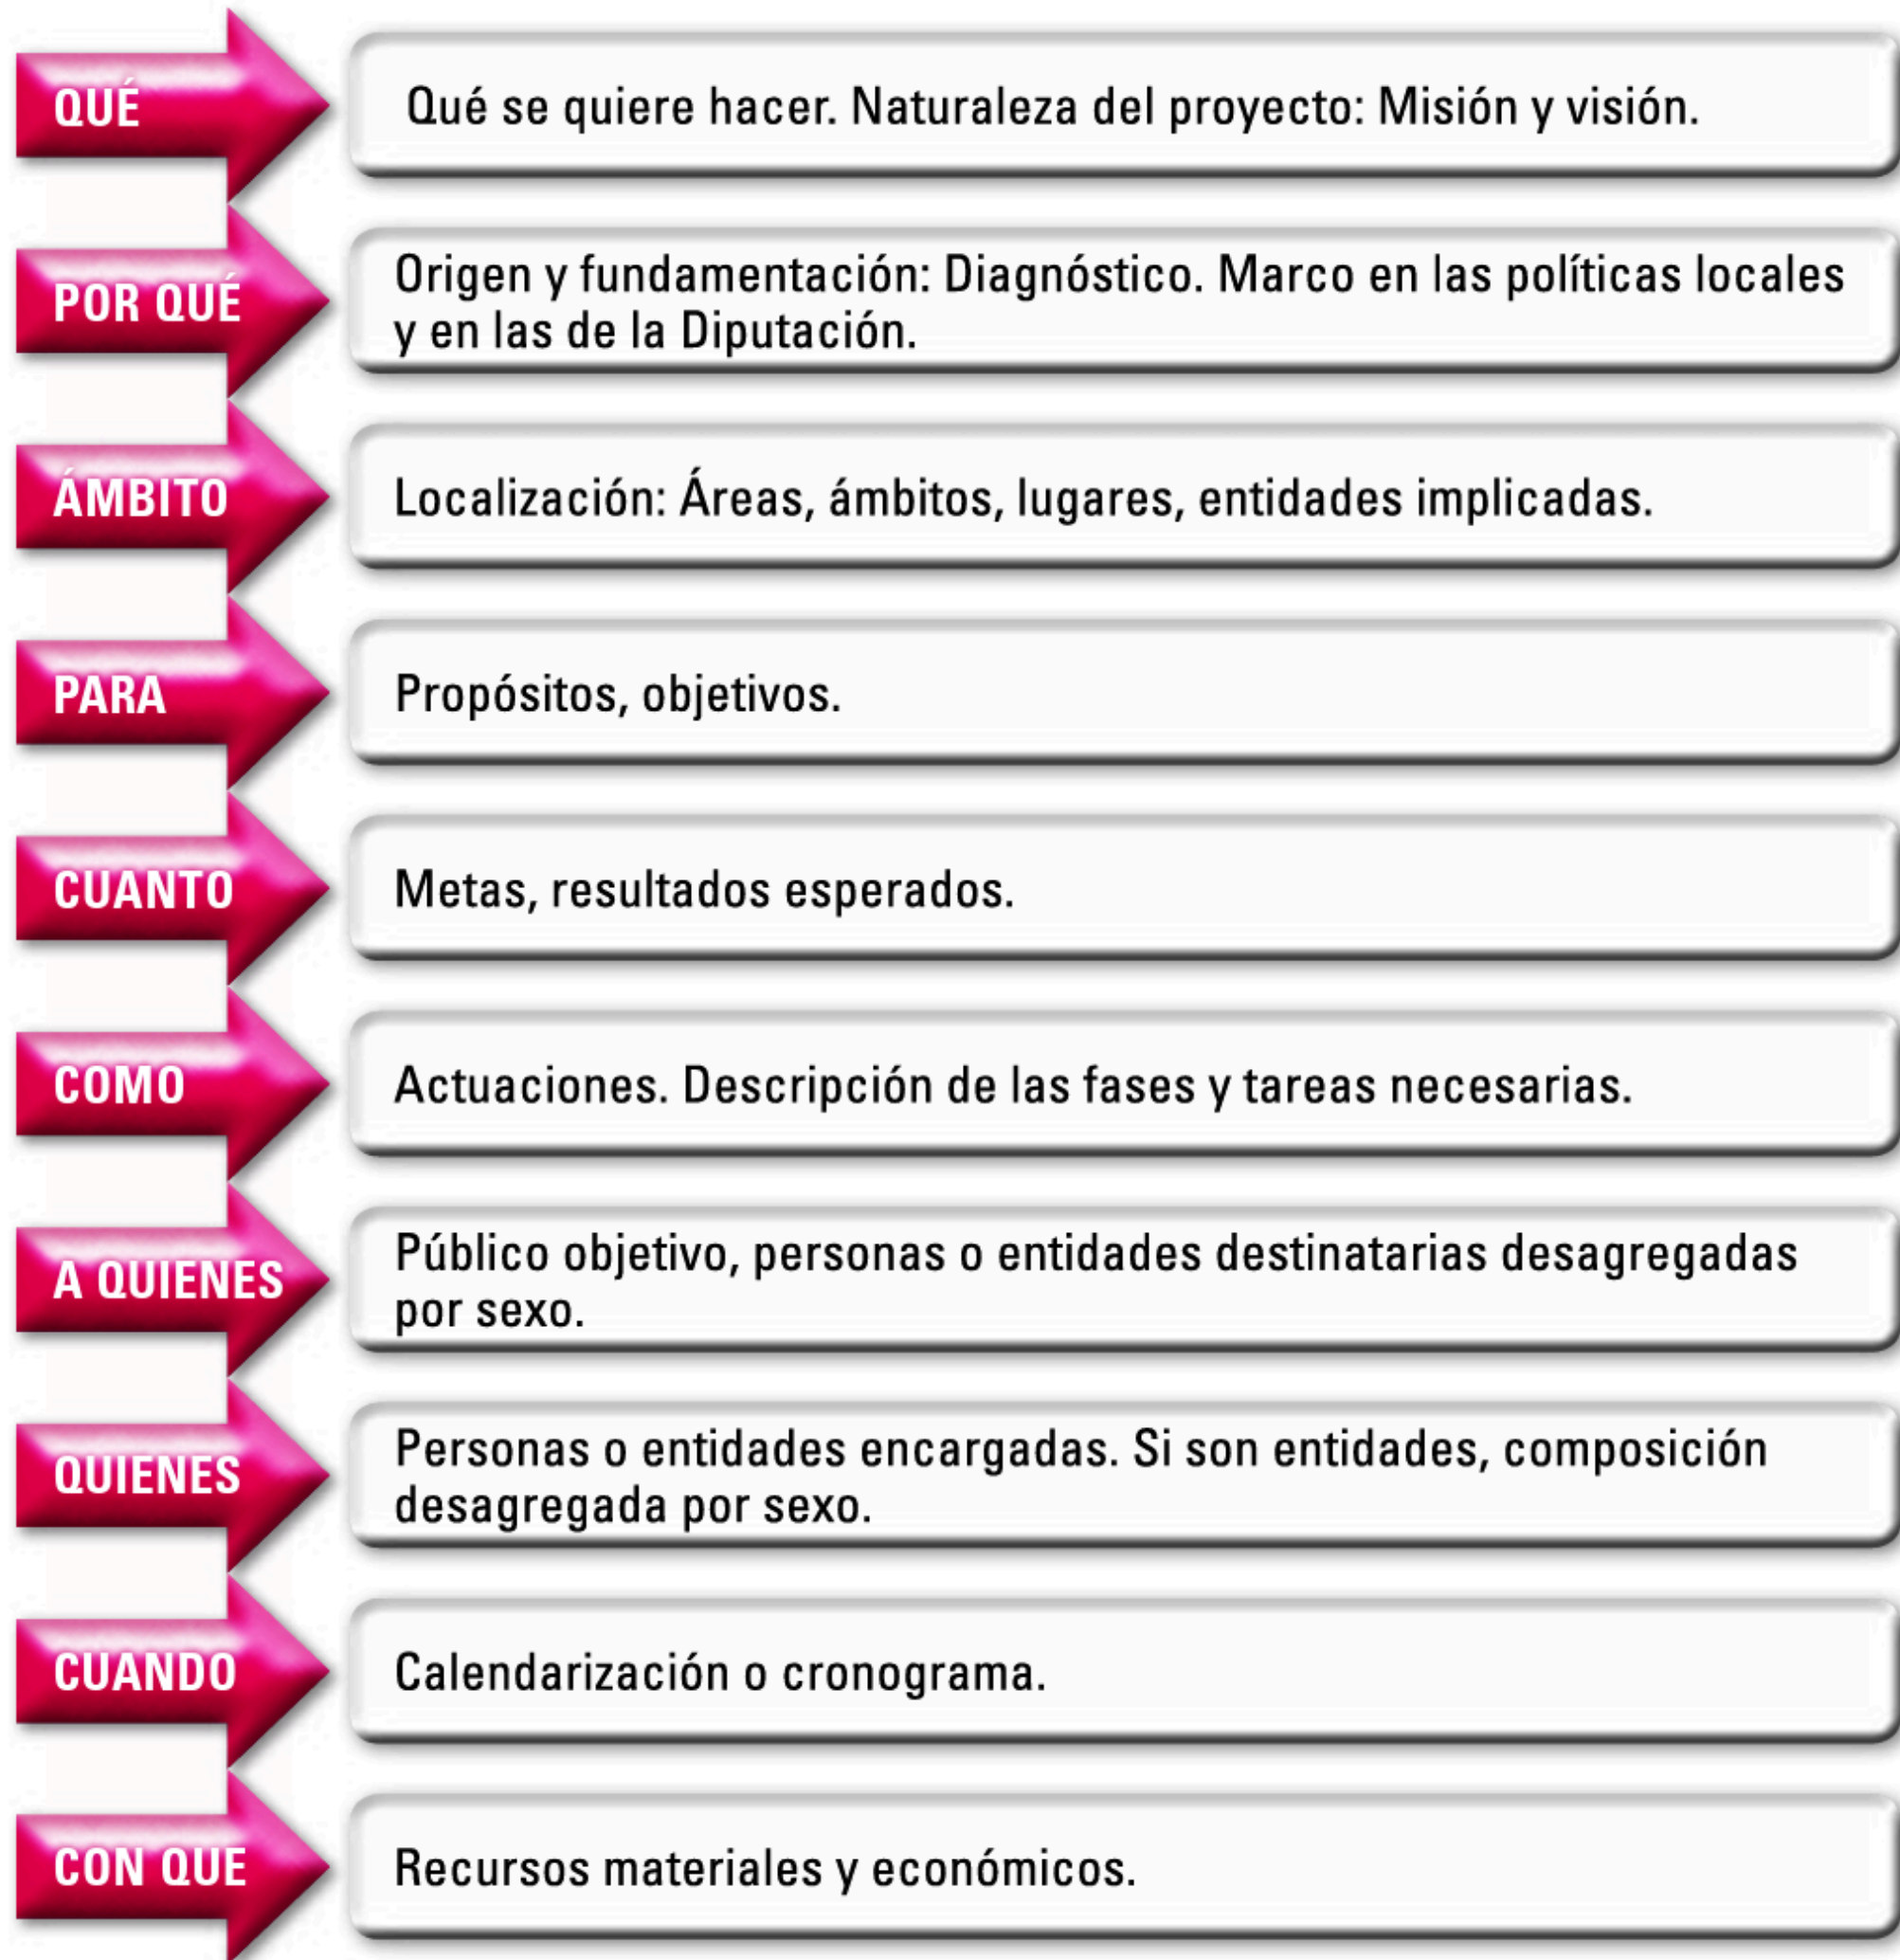 QUÉ
Qué se quiere hacer. Naturaleza del proyecto: Misión y visión.
POR QUÉ
Origen y fundamentación: Diagnóstico. Marco en las políticas locales
y en las de la Diputación.
ÁMBITO
Localización: Áreas, ámbitos, lugares, entidades implicadas.
PARA
Propósitos, objetivos.
CUANTO
Metas, resultados esperados.
COMO
Actuaciones. Descripción de las fases y tareas necesarias.
A QUIENES
Público objetivo, personas o entidades destinatarias desagregadas
por sexo.
QUIENES
Personas o entidades encargadas. Si son entidades, composición
desagregada por sexo.
CUANDO
Calendarización o cronograma.
CON QUE
Recursos materiales y económicos.